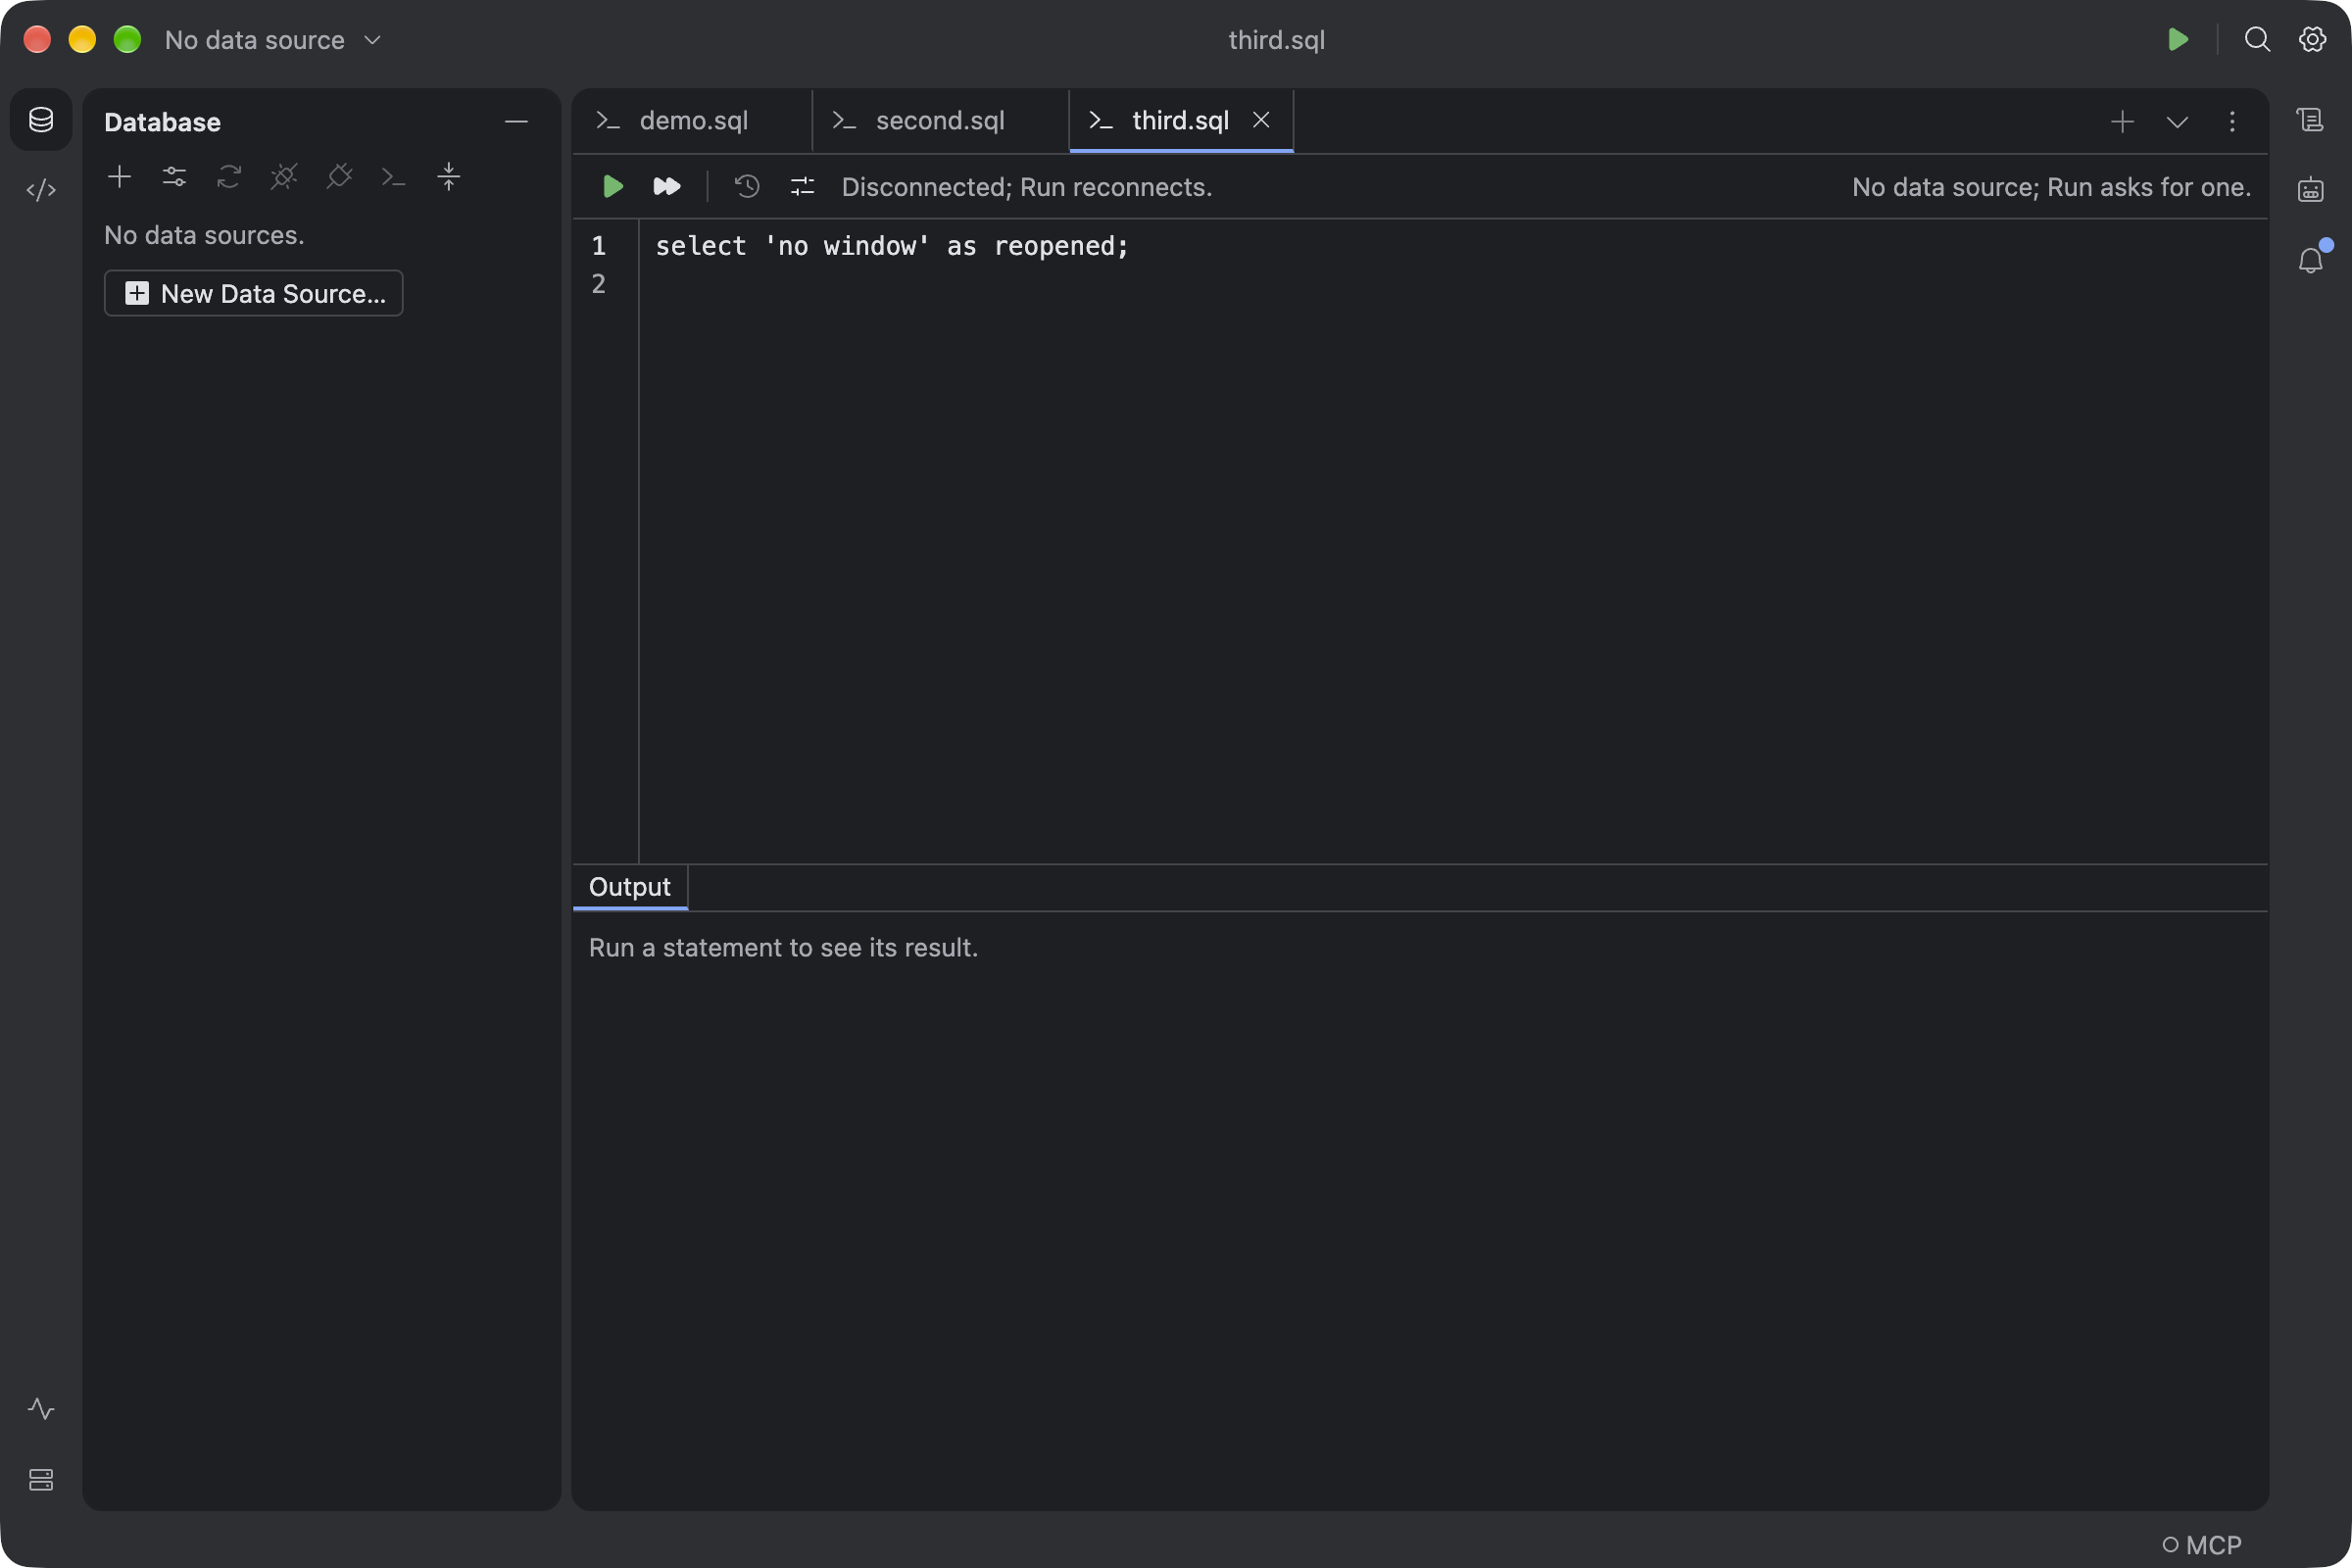 No data source
third.sql
Database
demo.sql
second.sql
third.sql
Disconnected; Run reconnects.
No data source; Run asks for one.
No data sources.
New Data Source...
1 select 'no window' as reopened;
2
Output
Run a statement to see its result.
MCP